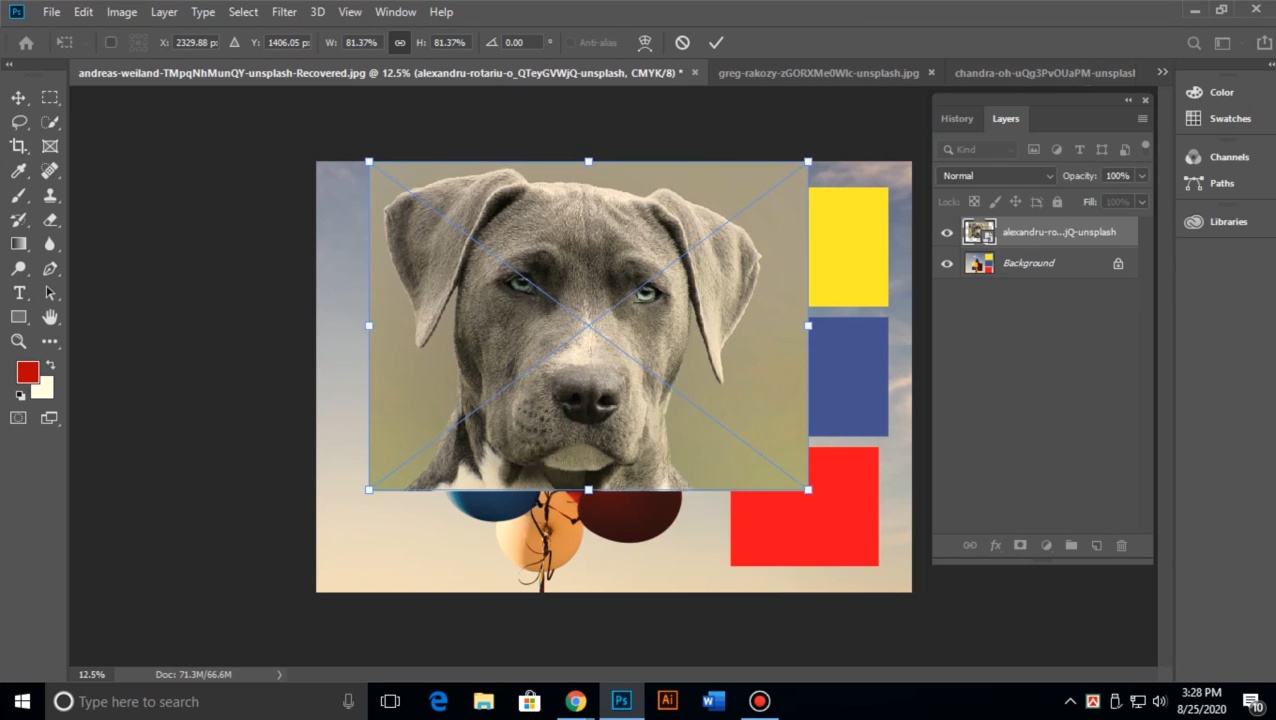 Ps File Edit Image Layer Type Select Filter 3D View Window Help
X: 2329.88 p: Y: 1406.05 p: W: 81.37% H: 81.37% 0.00 ° Anti-alias
andreas-weiland-TMpqNhMunQY-unsplash-Recovered.jpg @ 12.5% (alexandru-rotariu-o_QTeyGVWjQ-unsplash, CMYK/8) * × greg-rakozy-zGORXMe0Wlc-unsplash.jpg × chandra-oh-uQg3PvOUaPM-unsplasl
History Layers
Kind
Normal Opacity: 100%
Lock: Fill: 100%
alexandru-ro...jQ-unsplash
Background
Color
Swatches
Channels
Paths
Libraries
T
12.5% Doc: 71.3M/66.6M
Type here to search
Ps Ai W
3:28 PM
8/25/2020
10